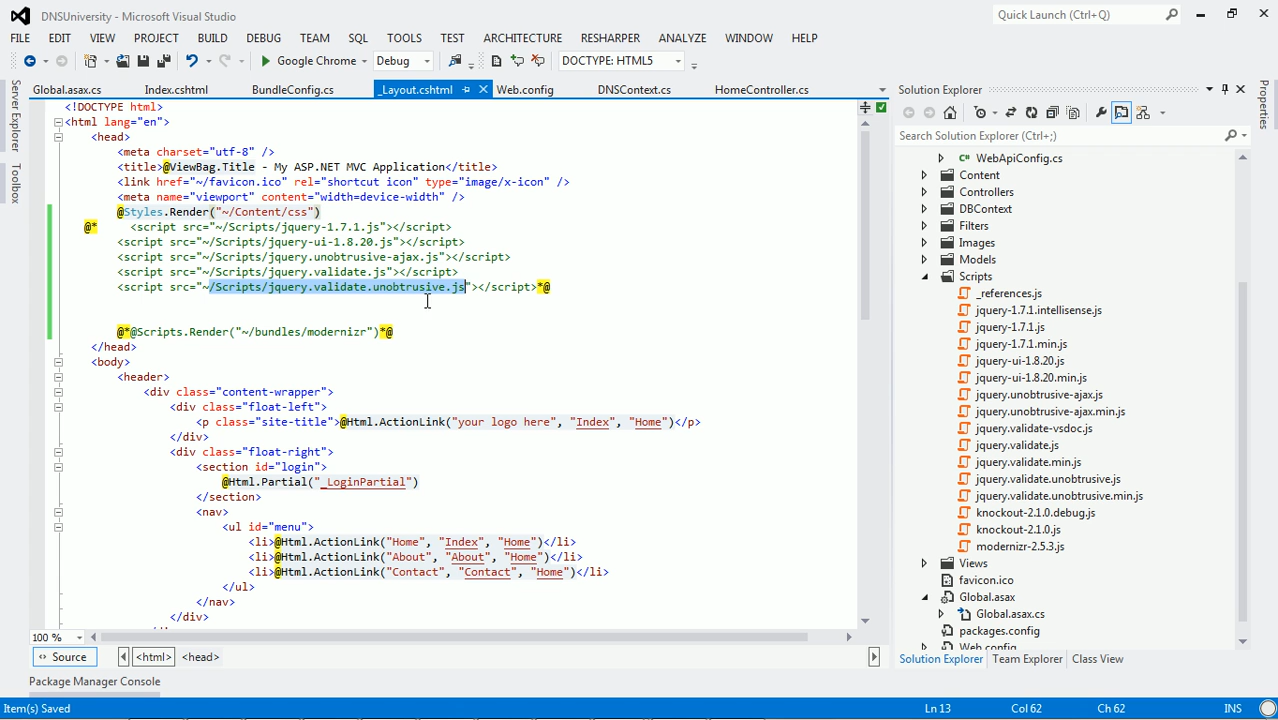 DNSUniversity - Microsoft Visual Studio
Quick Launch (Ctrl+Q)
FILE EDIT VIEW PROJECT BUILD DEBUG TEAM SQL TOOLS TEST ARCHITECTURE RESHARPER ANALYZE WINDOW HELP
Google Chrome Debug DOCTYPE: HTML5
Server Explorer
Toolbox
Global.asax.cs Index.cshtml BundleConfig.cs _Layout.cshtml Web.config DNSContext.cs HomeController.cs
<!DOCTYPE html>
<html lang="en">
<head>
<meta charset="utf-8" />
<title>@ViewBag.Title - My ASP.NET MVC Application</title>
<link href="~/favicon.ico" rel="shortcut icon" type="image/x-icon" />
<meta name="viewport" content="width=device-width" />
@Styles.Render("~/Content/css")
@* <script src="~/Scripts/jquery-1.7.1.js"></script>
<script src="~/Scripts/jquery-ui-1.8.20.js"></script>
<script src="~/Scripts/jquery.unobtrusive-ajax.js"></script>
<script src="~/Scripts/jquery.validate.js"></script>
<script src="~/Scripts/jquery.validate.unobtrusive.js"></script>*@
@*@Scripts.Render("~/bundles/modernizr")*@
</head>
<body>
<header>
<div class="content-wrapper">
<div class="float-left">
<p class="site-title">@Html.ActionLink("your logo here", "Index", "Home")</p>
</div>
<div class="float-right">
<section id="login">
@Html.Partial("_LoginPartial")
</section>
<nav>
<ul id="menu">
<li>@Html.ActionLink("Home", "Index", "Home")</li>
<li>@Html.ActionLink("About", "About", "Home")</li>
<li>@Html.ActionLink("Contact", "Contact", "Home")</li>
</ul>
</nav>
</div>
100 %
Source <html> <head>
Package Manager Console
Solution Explorer
Search Solution Explorer (Ctrl+;)
WebApiConfig.cs
Content
Controllers
DBContext
Filters
Images
Models
Scripts
_references.js
jquery-1.7.1.intellisense.js
jquery-1.7.1.js
jquery-1.7.1.min.js
jquery-ui-1.8.20.js
jquery-ui-1.8.20.min.js
jquery.unobtrusive-ajax.js
jquery.unobtrusive-ajax.min.js
jquery.validate-vsdoc.js
jquery.validate.js
jquery.validate.min.js
jquery.validate.unobtrusive.js
jquery.validate.unobtrusive.min.js
knockout-2.1.0.debug.js
knockout-2.1.0.js
modernizr-2.5.3.js
Views
favicon.ico
Global.asax
Global.asax.cs
packages.config
Web.config
Solution Explorer Team Explorer Class View
Properties
Item(s) Saved Ln 13 Col 62 Ch 62 INS